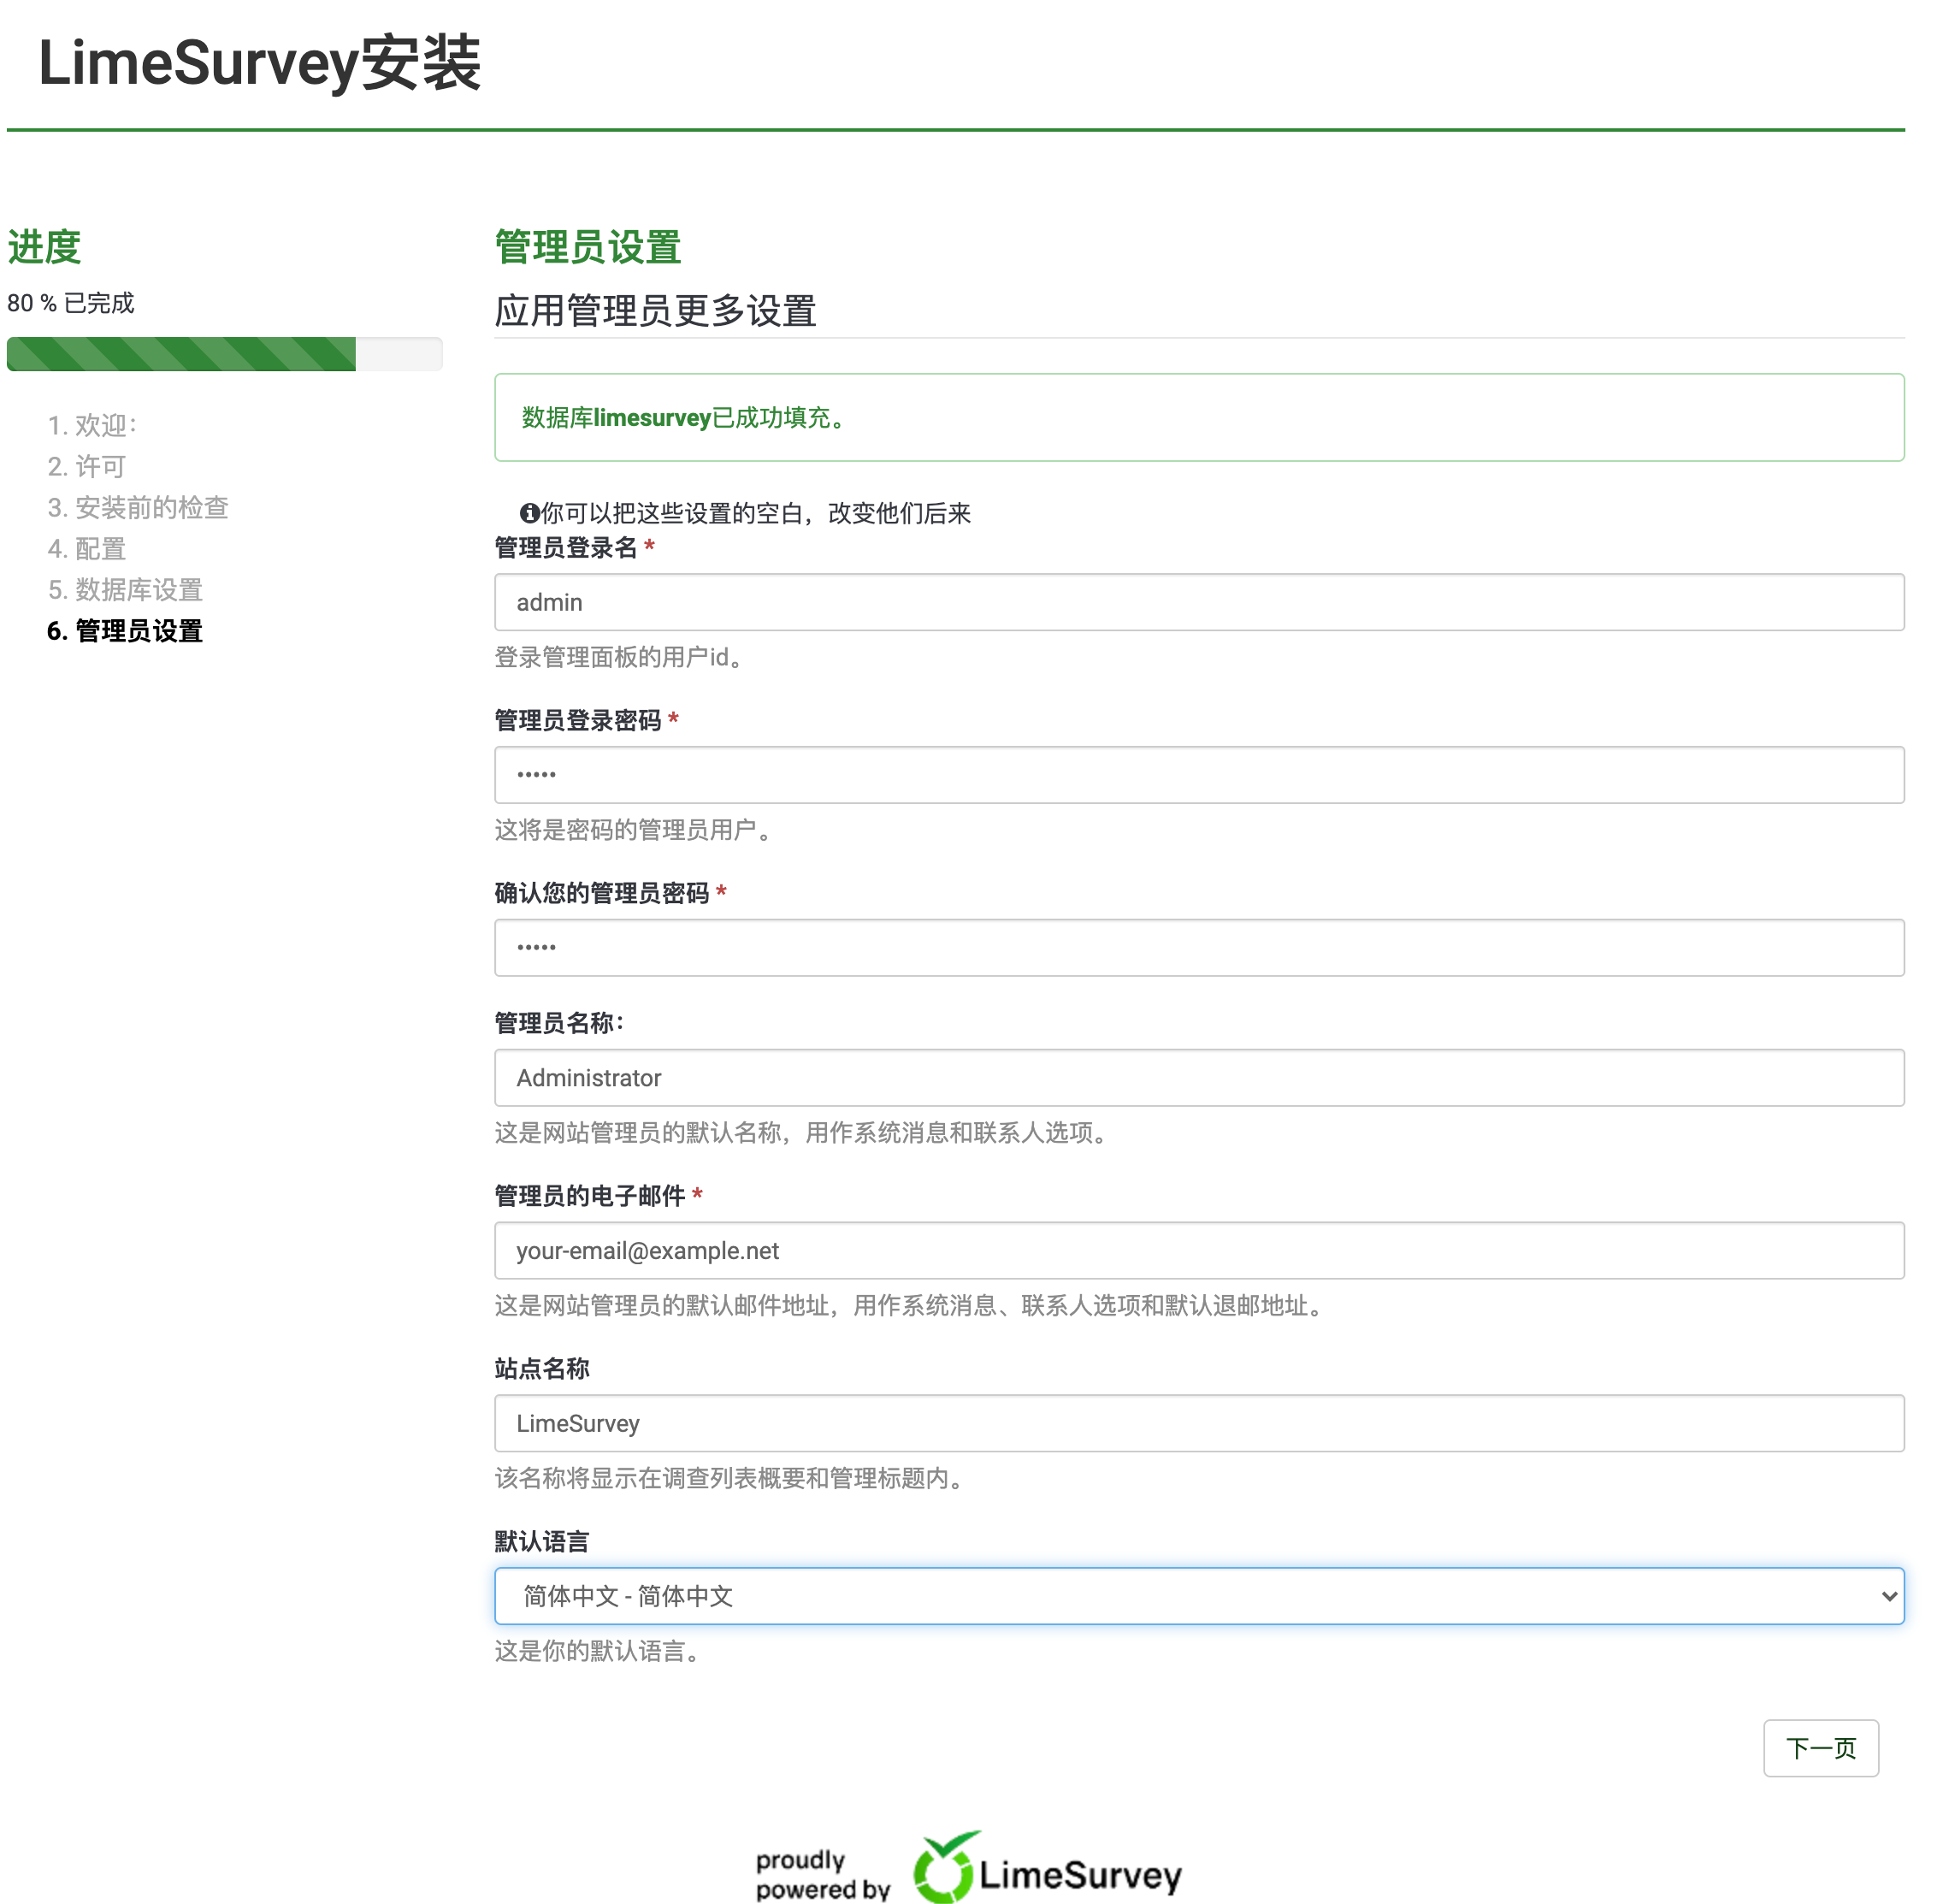 LimeSurvey安装
进度
80 % 已完成
1. 欢迎：
2. 许可
3. 安装前的检查
4. 配置
5. 数据库设置
6. 管理员设置
管理员设置
应用管理员更多设置
数据库limesurvey已成功填充。
你可以把这些设置的空白，改变他们后来
管理员登录名 *
admin
登录管理面板的用户id。
管理员登录密码 *
•••••
这将是密码的管理员用户。
确认您的管理员密码 *
•••••
管理员名称：
Administrator
这是网站管理员的默认名称，用作系统消息和联系人选项。
管理员的电子邮件 *
your-email@example.net
这是网站管理员的默认邮件地址，用作系统消息、联系人选项和默认退邮地址。
站点名称
LimeSurvey
该名称将显示在调查列表概要和管理标题内。
默认语言
简体中文 - 简体中文
这是你的默认语言。
下一页
proudly
powered by
LimeSurvey